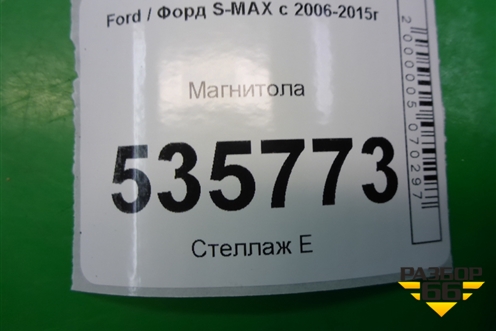 Ford / Форд S-MAX с 2006-2015г
Магнитола
535773
Стеллаж Е
2000005070297
РАЗБОР
66